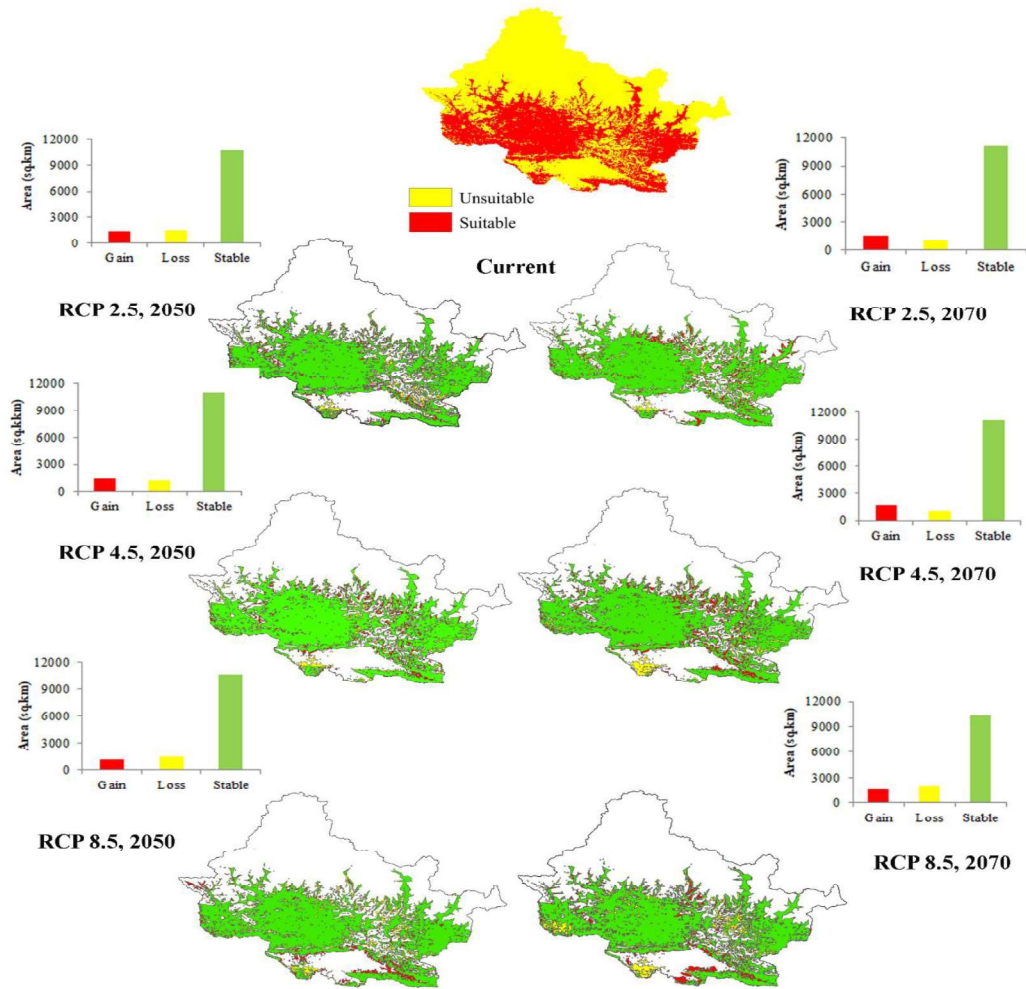 Unsuitable
Suitable
Current
Area (sq.km)
12000
9000
6000
3000
0
Gain Loss Stable
RCP 2.5, 2050
Area (sq.km)
12000
9000
6000
3000
0
Gain Loss Stable
RCP 2.5, 2070
Area (sq.kkm)
12000
9000
6000
3000
0
Gain Loss Stable
RCP 4.5, 2050
Area (sq.km)
12000
9000
6000
3000
0
Gain Loss Stable
RCP 4.5, 2070
Area (sq.km)
12000
9000
6000
3000
0
Gain Loss Stable
RCP 8.5, 2050
Area (sq.km)
12000
9000
6000
3000
0
Gain Loss Stable
RCP 8.5, 2070